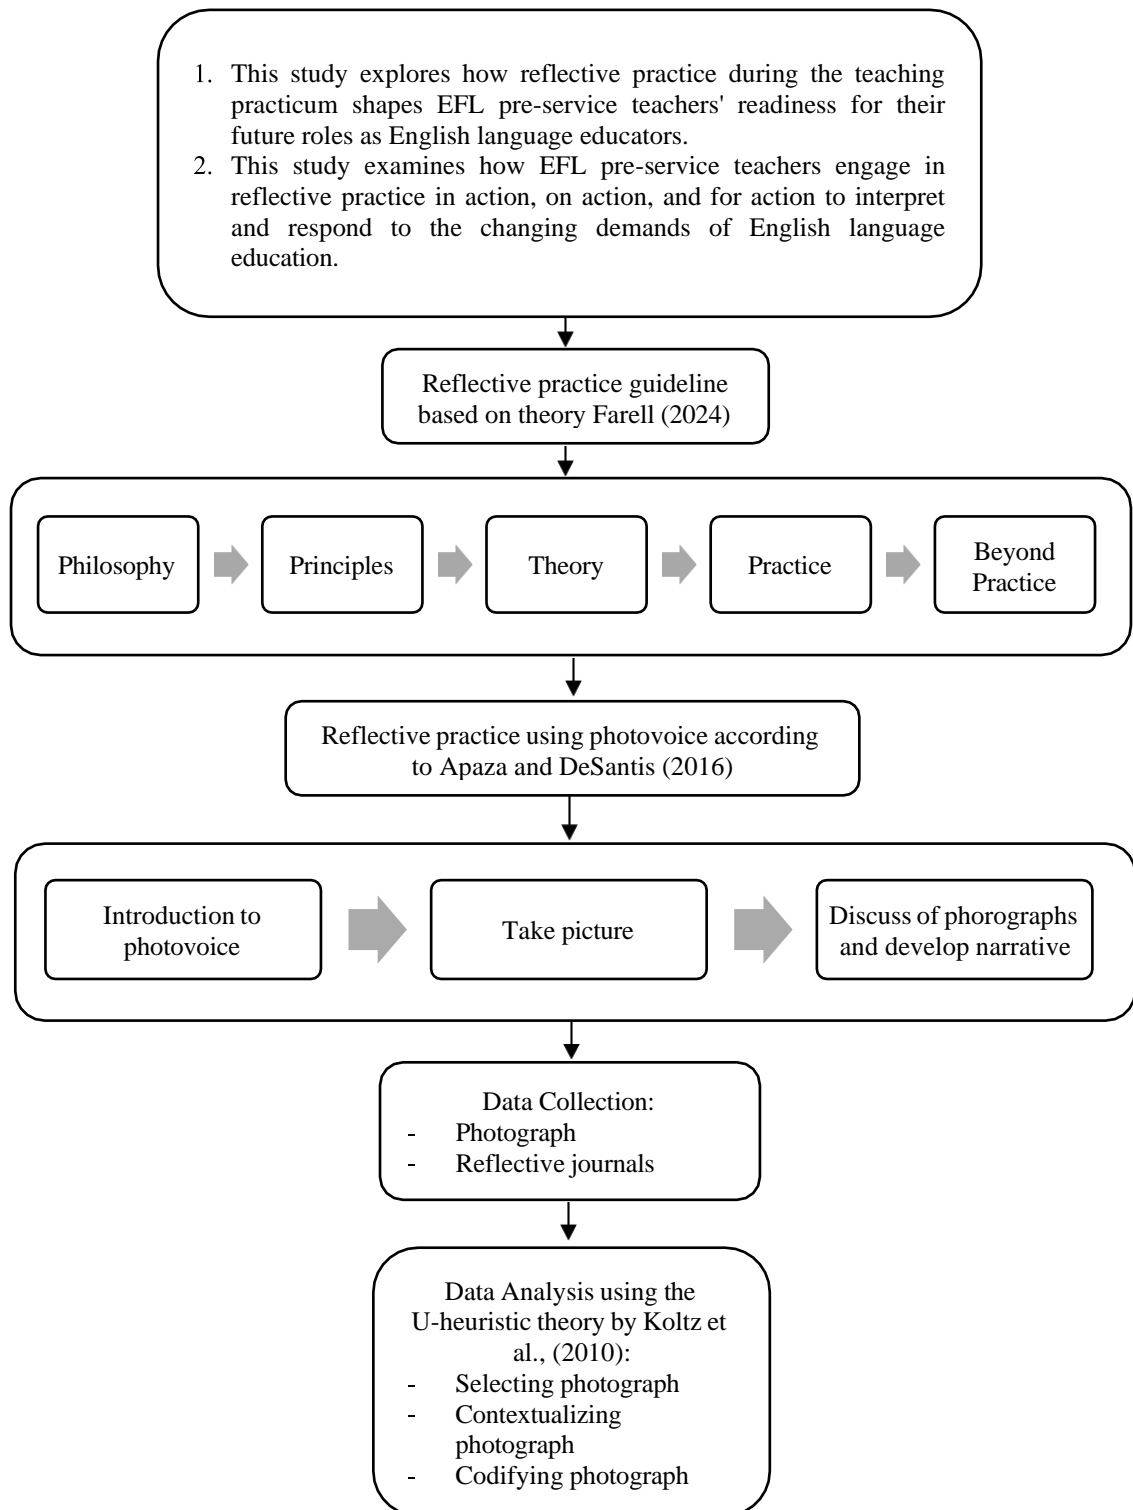 1. This study explores how reflective practice during the teaching
practicum shapes EFL pre-service teachers' readiness for their
future roles as English language educators.
2. This study examines how EFL pre-service teachers engage in
reflective practice in action, on action, and for action to interpret
and respond to the changing demands of English language
education.
Reflective practice guideline
based on theory Farell (2024)
Philosophy
Principles
Theory
Practice
Beyond
Practice
Reflective practice using photovoice according
to Apaza and DeSantis (2016)
Introduction to
photovoice
Take picture
Discuss of phorographs
and develop narrative
Data Collection:
- Photograph
- Reflective journals
Data Analysis using the
U-heuristic theory by Koltz et
al., (2010):
- Selecting photograph
- Contextualizing
photograph
- Codifying photograph